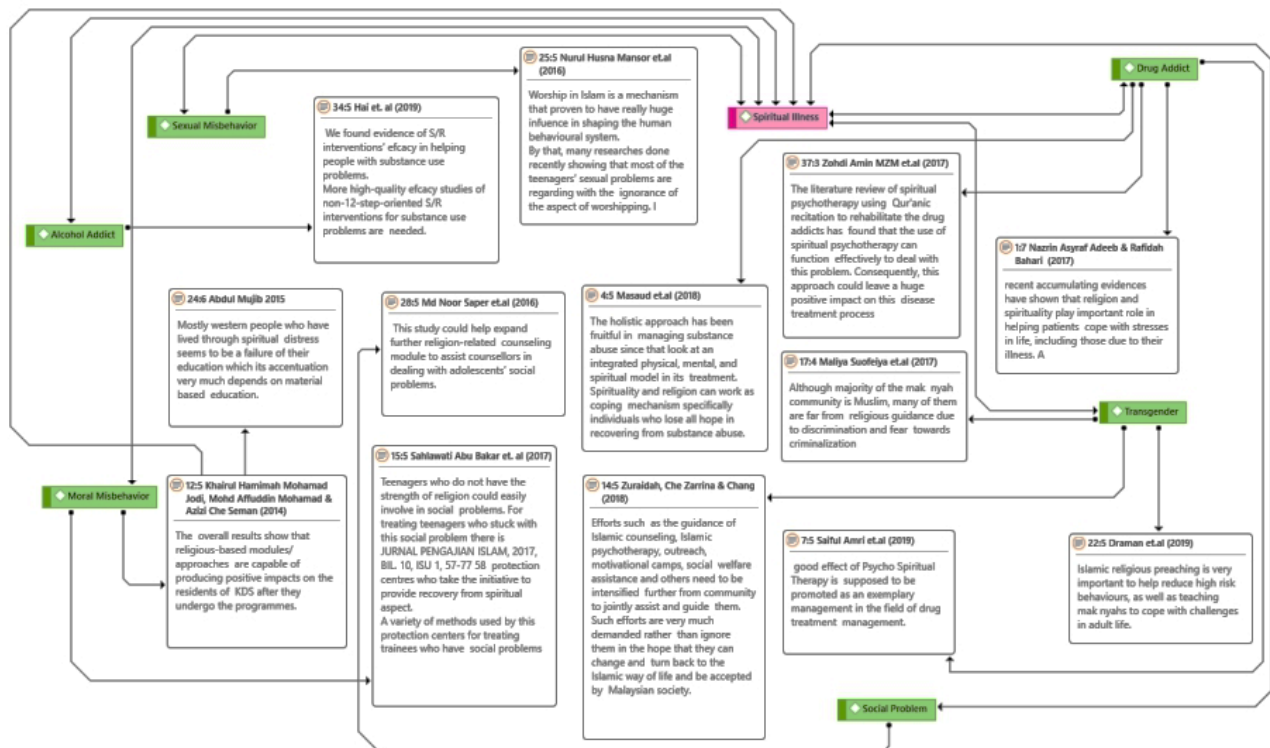 Drug Addict
Spiritual Illness
Sexual Misbehavior
Alcohol Addict
Moral Misbehavior
Transgender
Social Problem
25:5 Nurul Husna Mansor et.al
(2016)
Worship in Islam is a mechanism
that proven to have really huge
infuence in shaping the human
behavioural system.
By that, many researches done
recently showing that most of the
teenagers' sexual problems are
regarding with the ignorance of
the aspect of worshipping. I
34:5 Hai et. al (2019)
We found evidence of S/R
interventions' efcacy in helping
people with substance use
problems.
More high-quality efcacy studies of
non-12-step-oriented S/R
interventions for substance use
problems are needed.
37:3 Zohdi Amin MZM et.al (2017)
The literature review of spiritual
psychotherapy using Qur'anic
recitation to rehabilitate the drug
addicts has found that the use of
spiritual psychotherapy can
function effectively to deal with
this problem. Consequently, this
approach could leave a huge
positive impact on this disease
treatment process
1:7 Nazrin Asyraf Adeeb & Rafidah
Bahari (2017)
recent accumulating evidences
have shown that religion and
spirituality play important role in
helping patients cope with stresses
in life, including those due to their
illness. A
24:6 Abdul Mujib 2015
Mostly western people who have
lived through spiritual distress
seems to be a failure of their
education which its accentuation
very much depends on material
based education.
28:5 Md Noor Saper et.al (2016)
This study could help expand
further religion-related counseling
module to assist counsellors in
dealing with adolescents' social
problems.
4:5 Masaud et.al (2018)
The holistic approach has been
fruitful in managing substance
abuse since that look at an
integrated physical, mental, and
spiritual model in its treatment.
Spirituality and religion can work as
coping mechanism specifically
individuals who lose all hope in
recovering from substance abuse.
17:4 Maliya Suofeiya et.al (2017)
Although majority of the mak nyah
community is Muslim, many of them
are far from religious guidance due
to discrimination and fear towards
criminalization
12:5 Khairul Hamimah Mohamad
Jodi, Mohd Affuddin Mohamad &
Azizi Che Seman (2014)
The overall results show that
religious-based modules/
approaches are capable of
producing positive impacts on the
residents of KDS after they
undergo the programmes.
15:5 Sahlawati Abu Bakar et. al (2017)
Teenagers who do not have the
strength of religion could easily
involve in social problems. For
treating teenagers who stuck with
this social problem there is
JURNAL PENGAJIAN ISLAM, 2017,
BIL. 10, ISU 1, 57-77 58 protection
centres who take the initiative to
provide recovery from spiritual
aspect.
A variety of methods used by this
protection centers for treating
trainees who have social problems
14:5 Zuraidah, Che Zarrina & Chang
(2018)
Efforts such as the guidance of
Islamic counseling, Islamic
psychotherapy, outreach,
motivational camps, social welfare
assistance and others need to be
intensified further from community
to jointly assist and guide them.
Such efforts are very much
demanded rather than ignore
them in the hope that they can
change and turn back to the
Islamic way of life and be accepted
by Malaysian society.
7:5 Saiful Amri et.al (2019)
good effect of Psycho Spiritual
Therapy is supposed to be
promoted as an exemplary
management in the field of drug
treatment management.
22:5 Draman et.al (2019)
Islamic religious preaching is very
important to help reduce high risk
behaviours, as well as teaching
mak nyahs to cope with challenges
in adult life.